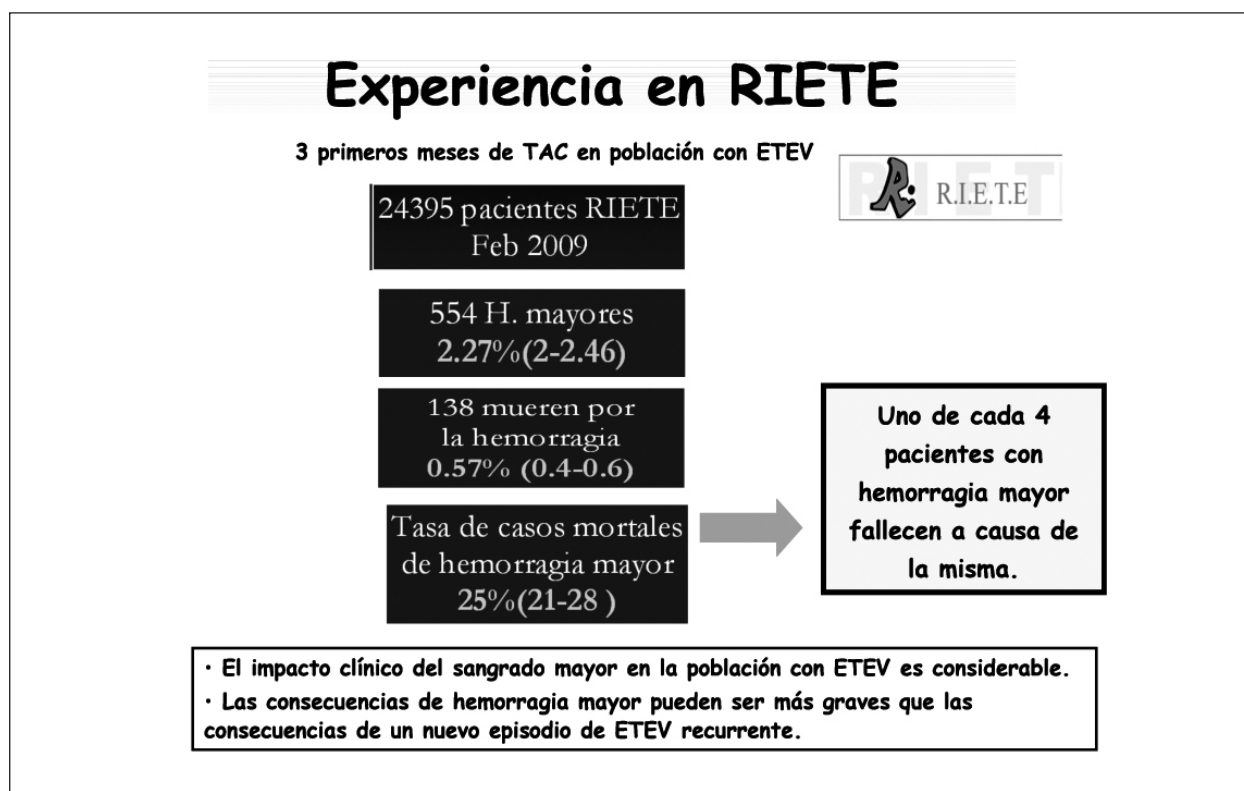 Experiencia en RIETE
3 primeros meses de TAC en población con ETEV
R.I.E.T.E
24395 pacientes RIETE
Feb 2009
554 H. mayores
2.27%(2-2.46)
138 mueren por
la hemorragia
0.57% (0.4-0.6)
Tasa de casos mortales
de hemorragia mayor
25%(21-28 )
Uno de cada 4
pacientes con
hemorragia mayor
fallecen a causa de
la misma.
· El impacto clínico del sangrado mayor en la población con ETEV es considerable.
· Las consecuencias de hemorragia mayor pueden ser más graves que las
consecuencias de un nuevo episodio de ETEV recurrente.